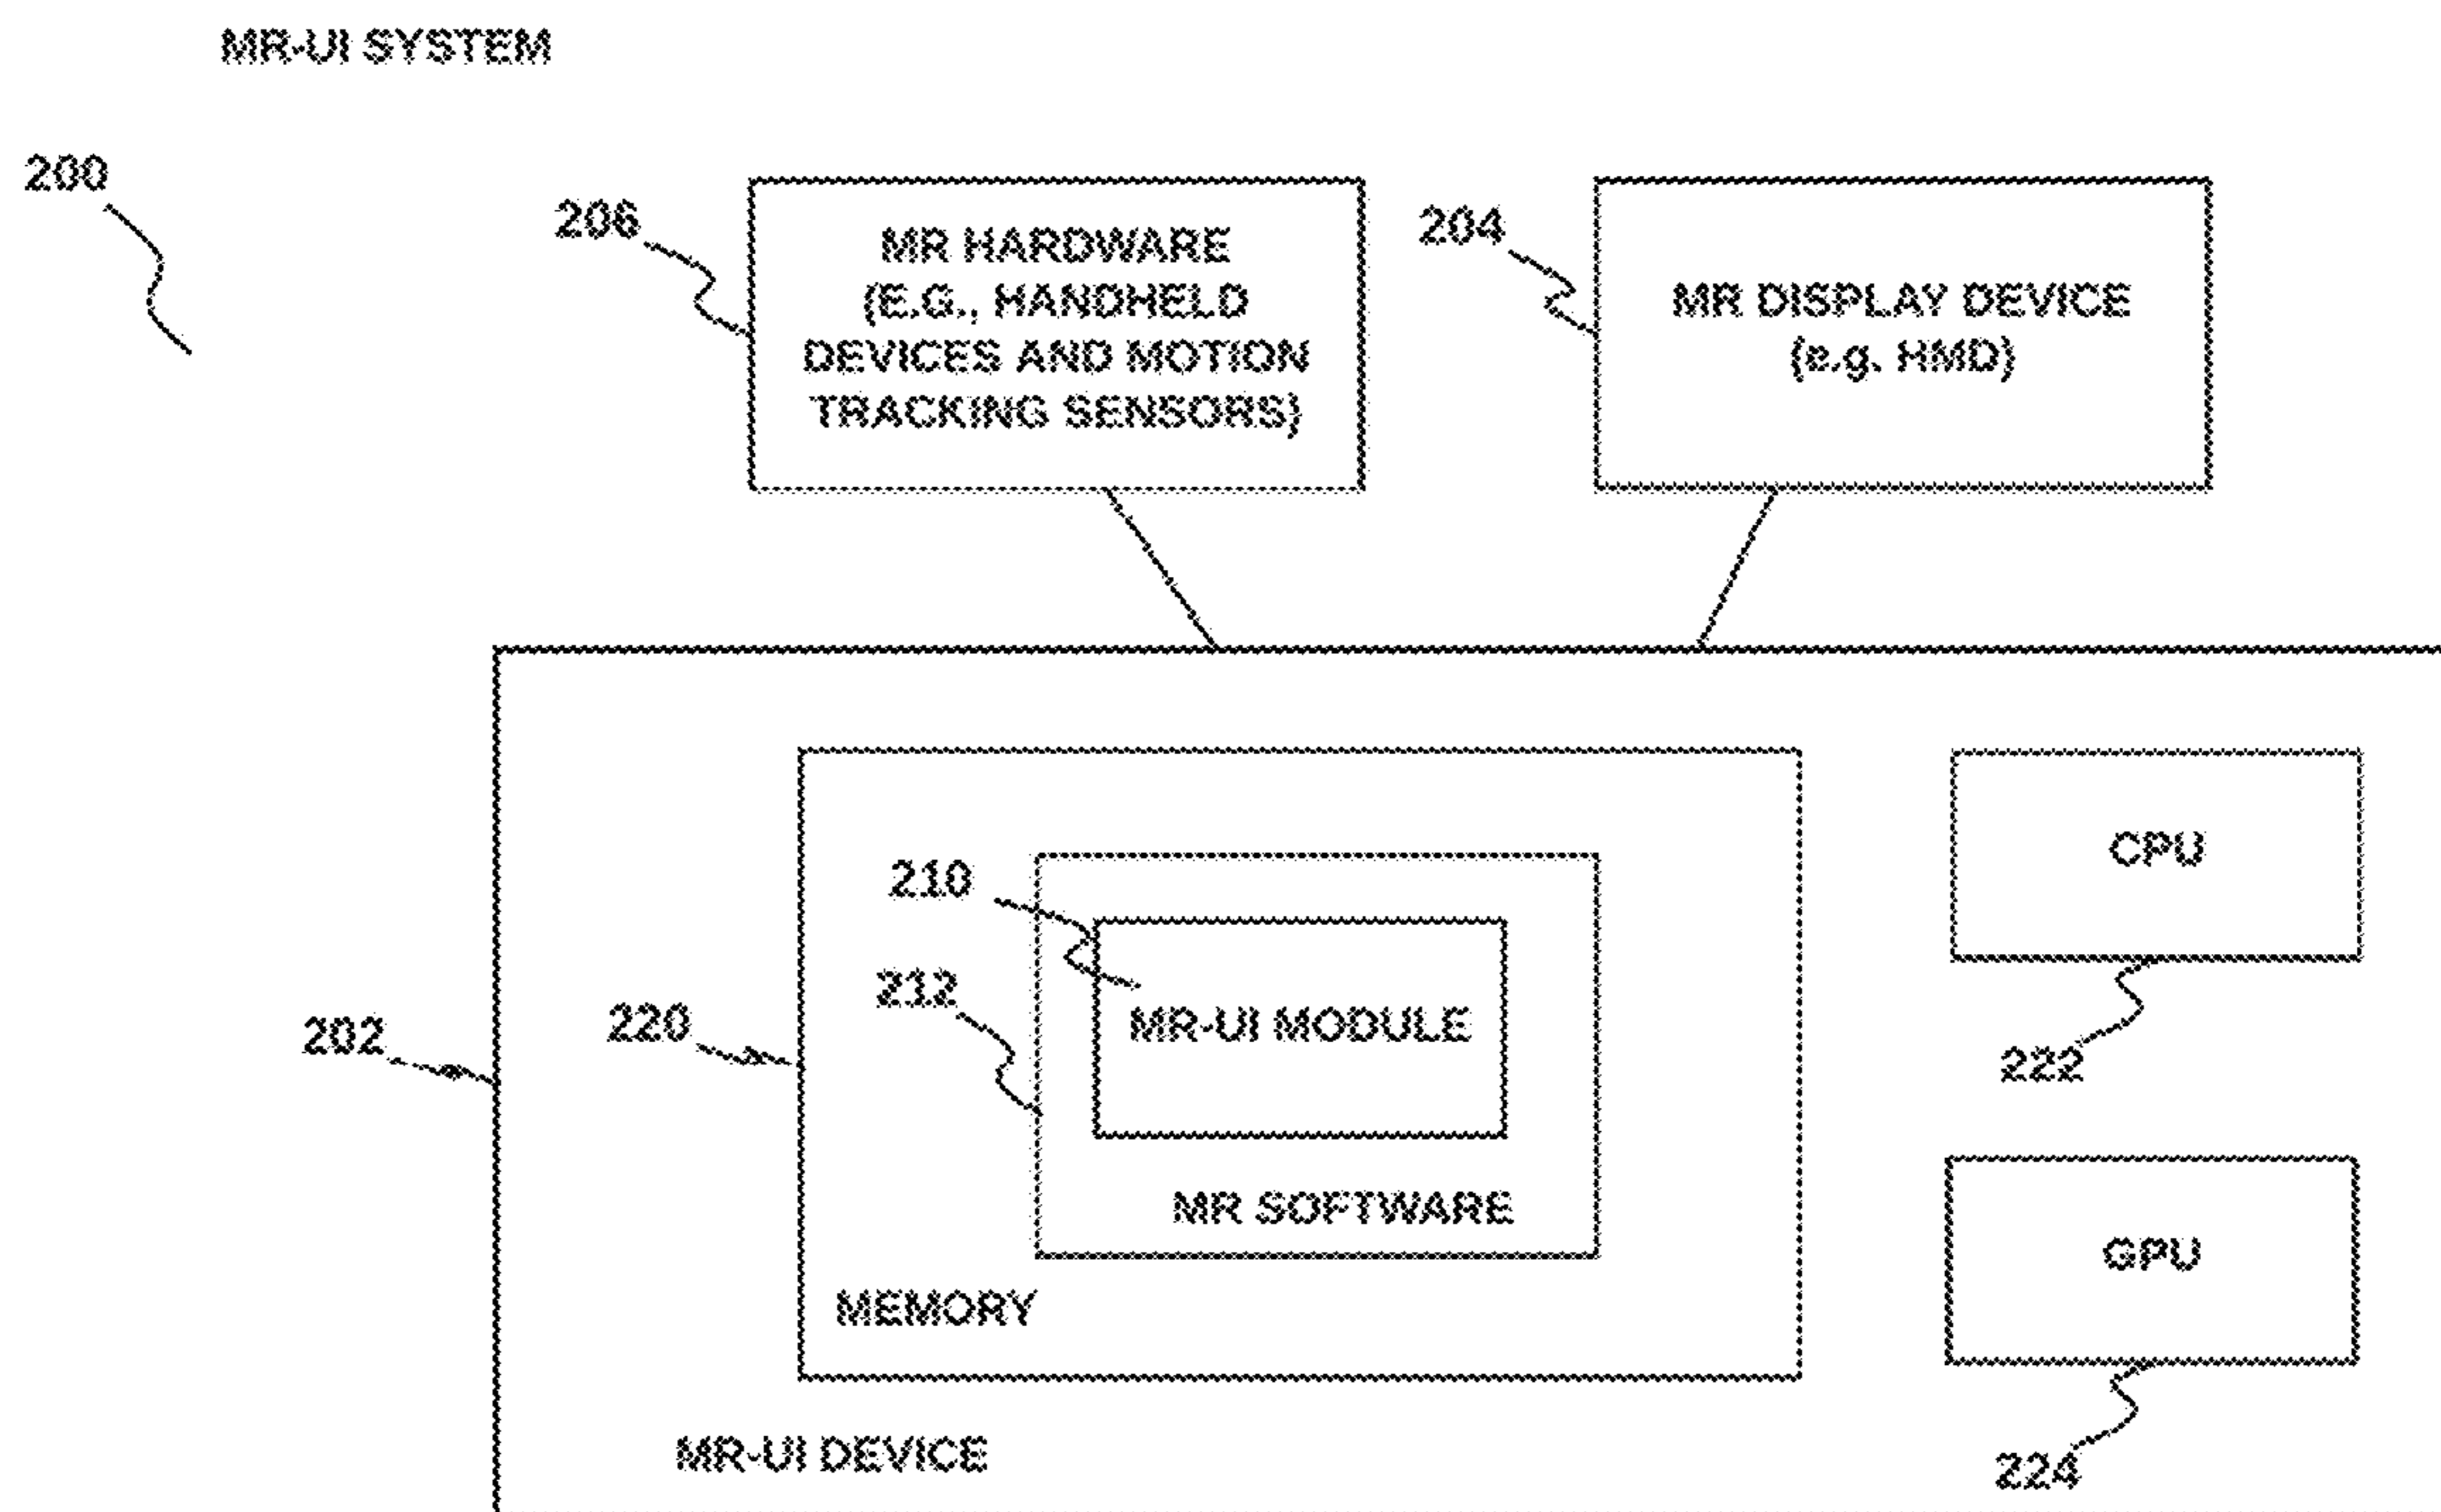 MR-UI SYSTEM
200
206
MR HARDWARE
(E.G., HANDHELD
DEVICES AND MOTION
TRACKING SENSORS)
204
MR DISPLAY DEVICE
(e.g. HMD)
210
212
MR-UI MODULE
MR SOFTWARE
220
MEMORY
202
MR-UI DEVICE
CPU
222
GPU
224